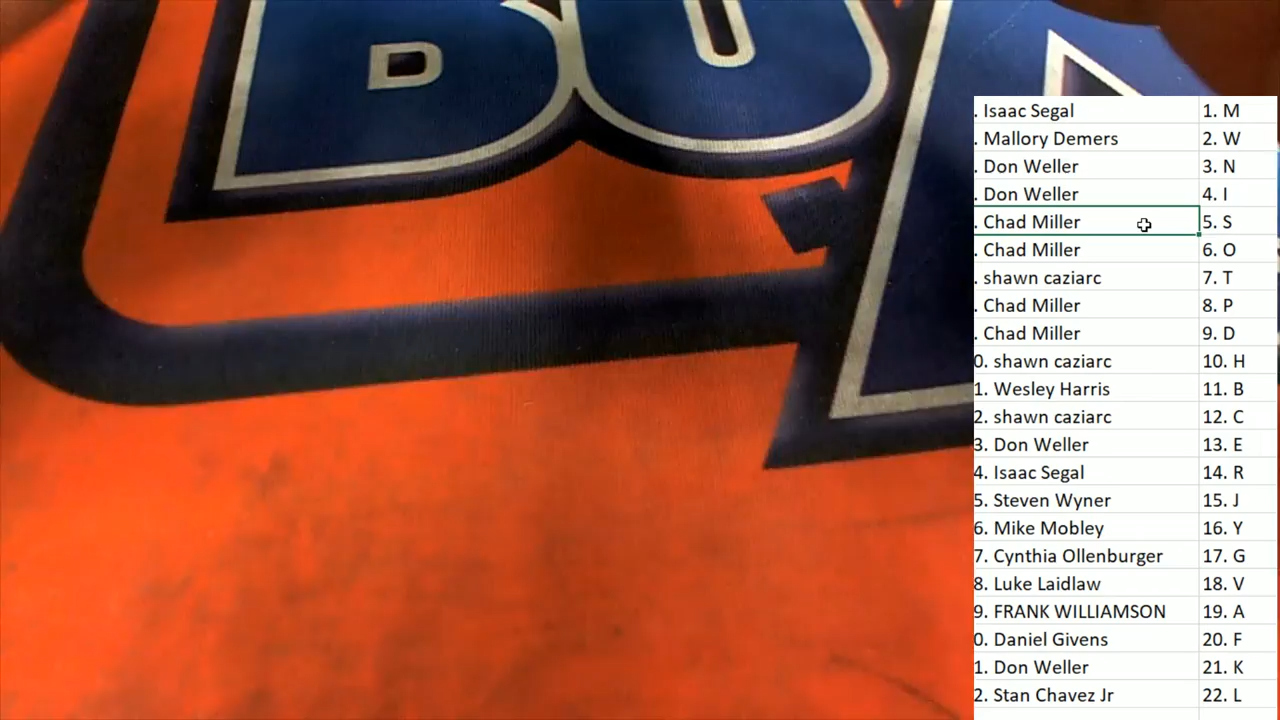 BO
. Isaac Segal 1. M
. Mallory Demers 2. W
. Don Weller 3. N
. Don Weller 4. I
. Chad Miller 5. S
. Chad Miller 6. O
. shawn caziarc 7. T
. Chad Miller 8. P
. Chad Miller 9. D
0. shawn caziarc 10. H
1. Wesley Harris 11. B
2. shawn caziarc 12. C
3. Don Weller 13. E
4. Isaac Segal 14. R
5. Steven Wyner 15. J
6. Mike Mobley 16. Y
7. Cynthia Ollenburger 17. G
8. Luke Laidlaw 18. V
9. FRANK WILLIAMSON 19. A
0. Daniel Givens 20. F
1. Don Weller 21. K
2. Stan Chavez Jr 22. L